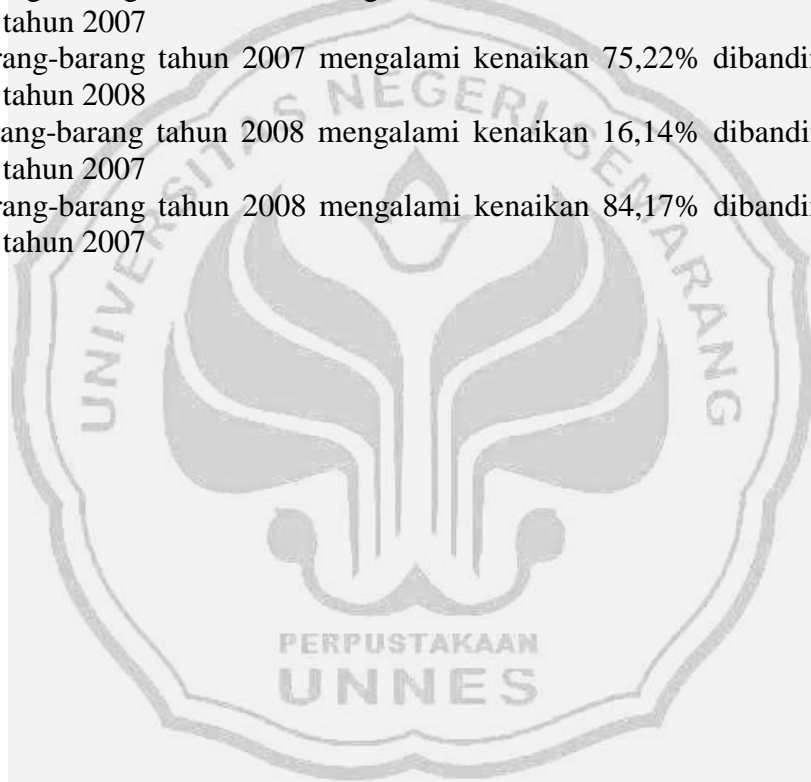 tahun 2007
rang-barang tahun 2007 mengalami kenaikan 75,22% dibandi
tahun 2008
ang-barang tahun 2008 mengalami kenaikan 16,14% dibandi
tahun 2007
rang-barang tahun 2008 mengalami kenaikan 84,17% dibandi
tahun 2007
UNIVERSITAS NEGERI SEMARANG
PERPUSTAKAAN
UNNES